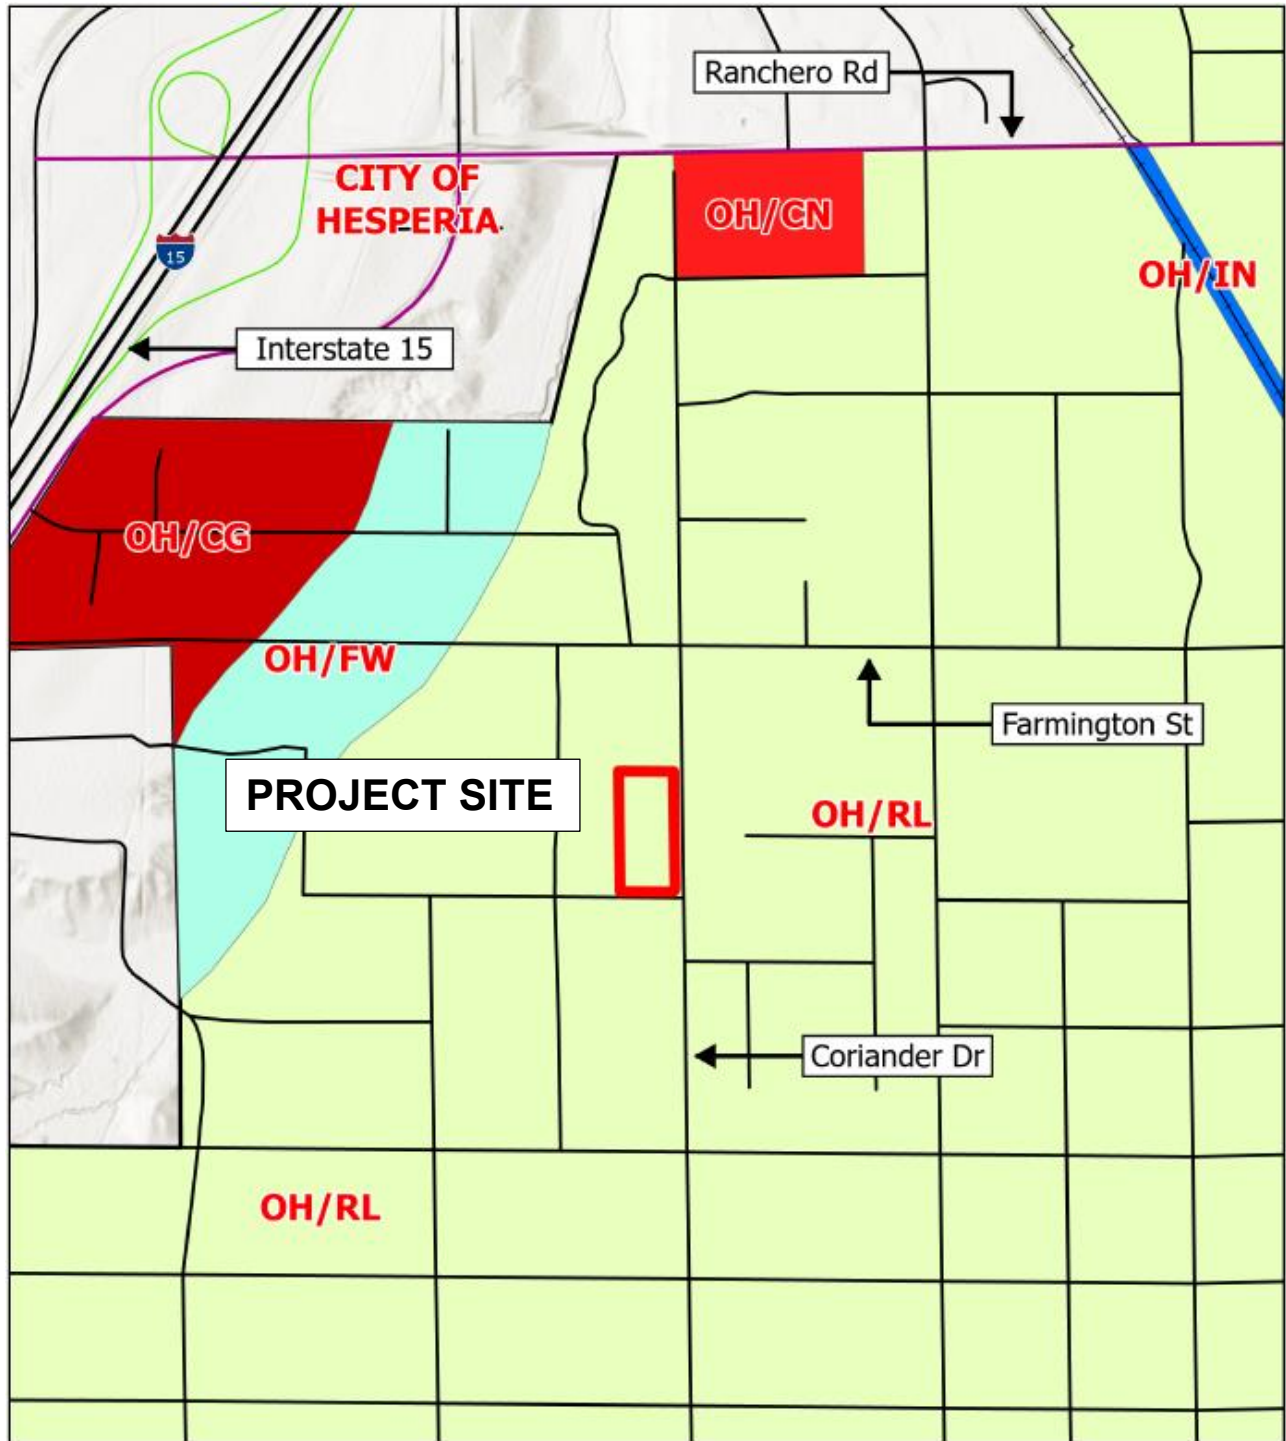 Ranchero Rd
CITY OF
HESPERIA
OH/CN
15
OH/IN
Interstate 15
OH/CG
OH/FW
Farmington St
PROJECT SITE
OH/RL
Coriander Dr
OH/RL